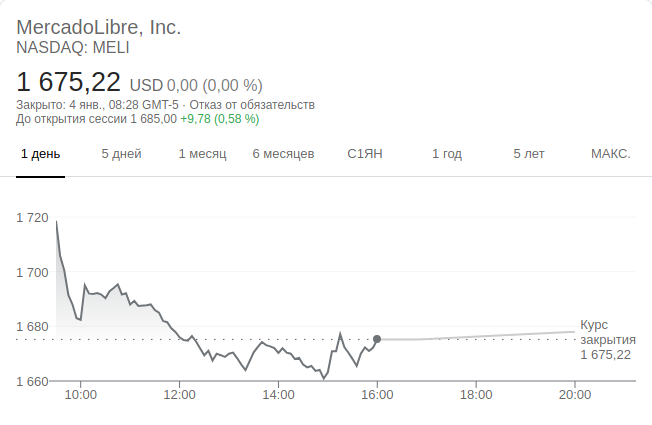 MercadoLibre, Inc.
NASDAQ: MELI
1 675,22 USD 0,00 (0,00 %)
Закрыто: 4 янв., 08:28 GMT-5 · Отказ от обязательств
До открытия сессии 1 685,00 +9,78 (0,58 %)
1 день 5 дней 1 месяц 6 месяцев С1ЯН 1 год 5 лет МАКС.
1 720
1 700
1 680
1 660
Курс
закрытия
1 675,22
10:00 12:00 14:00 16:00 18:00 20:00